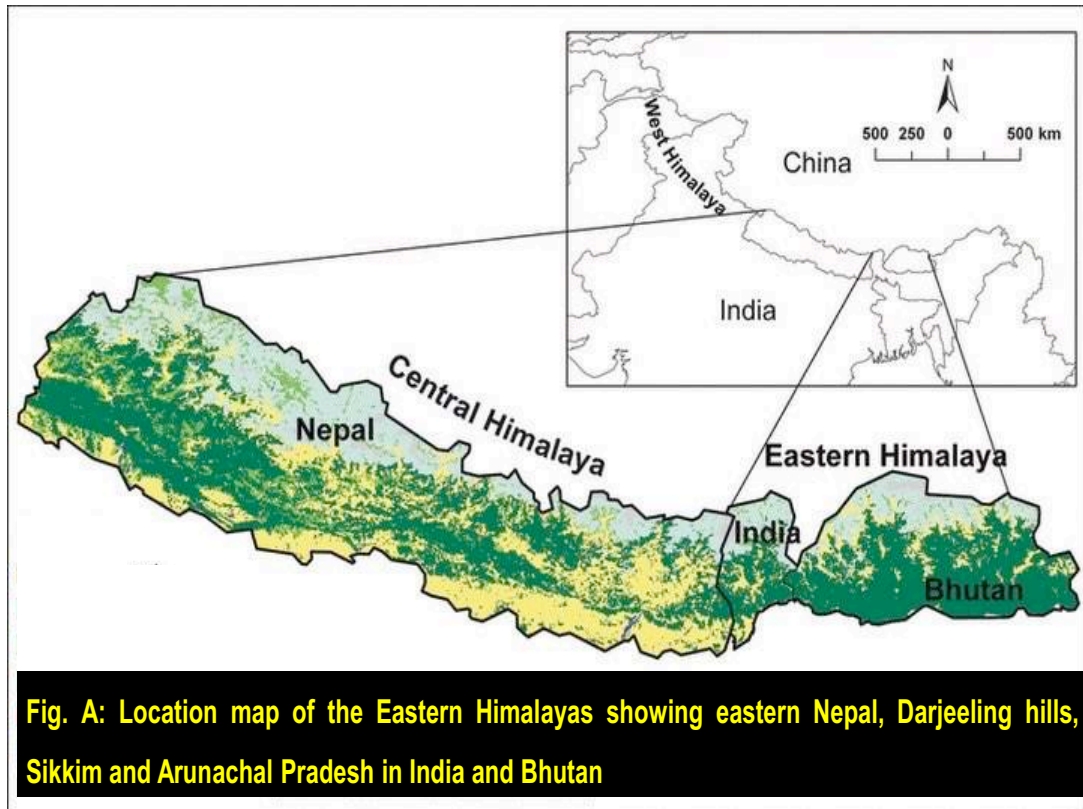 N
500 250 0 500 km
West Himalaya
China
India
Central Himalaya
Nepal
Eastern Himalaya
India
Bhutan
Fig. A: Location map of the Eastern Himalayas showing eastern Nepal, Darjeeling hills,
Sikkim and Arunachal Pradesh in India and Bhutan